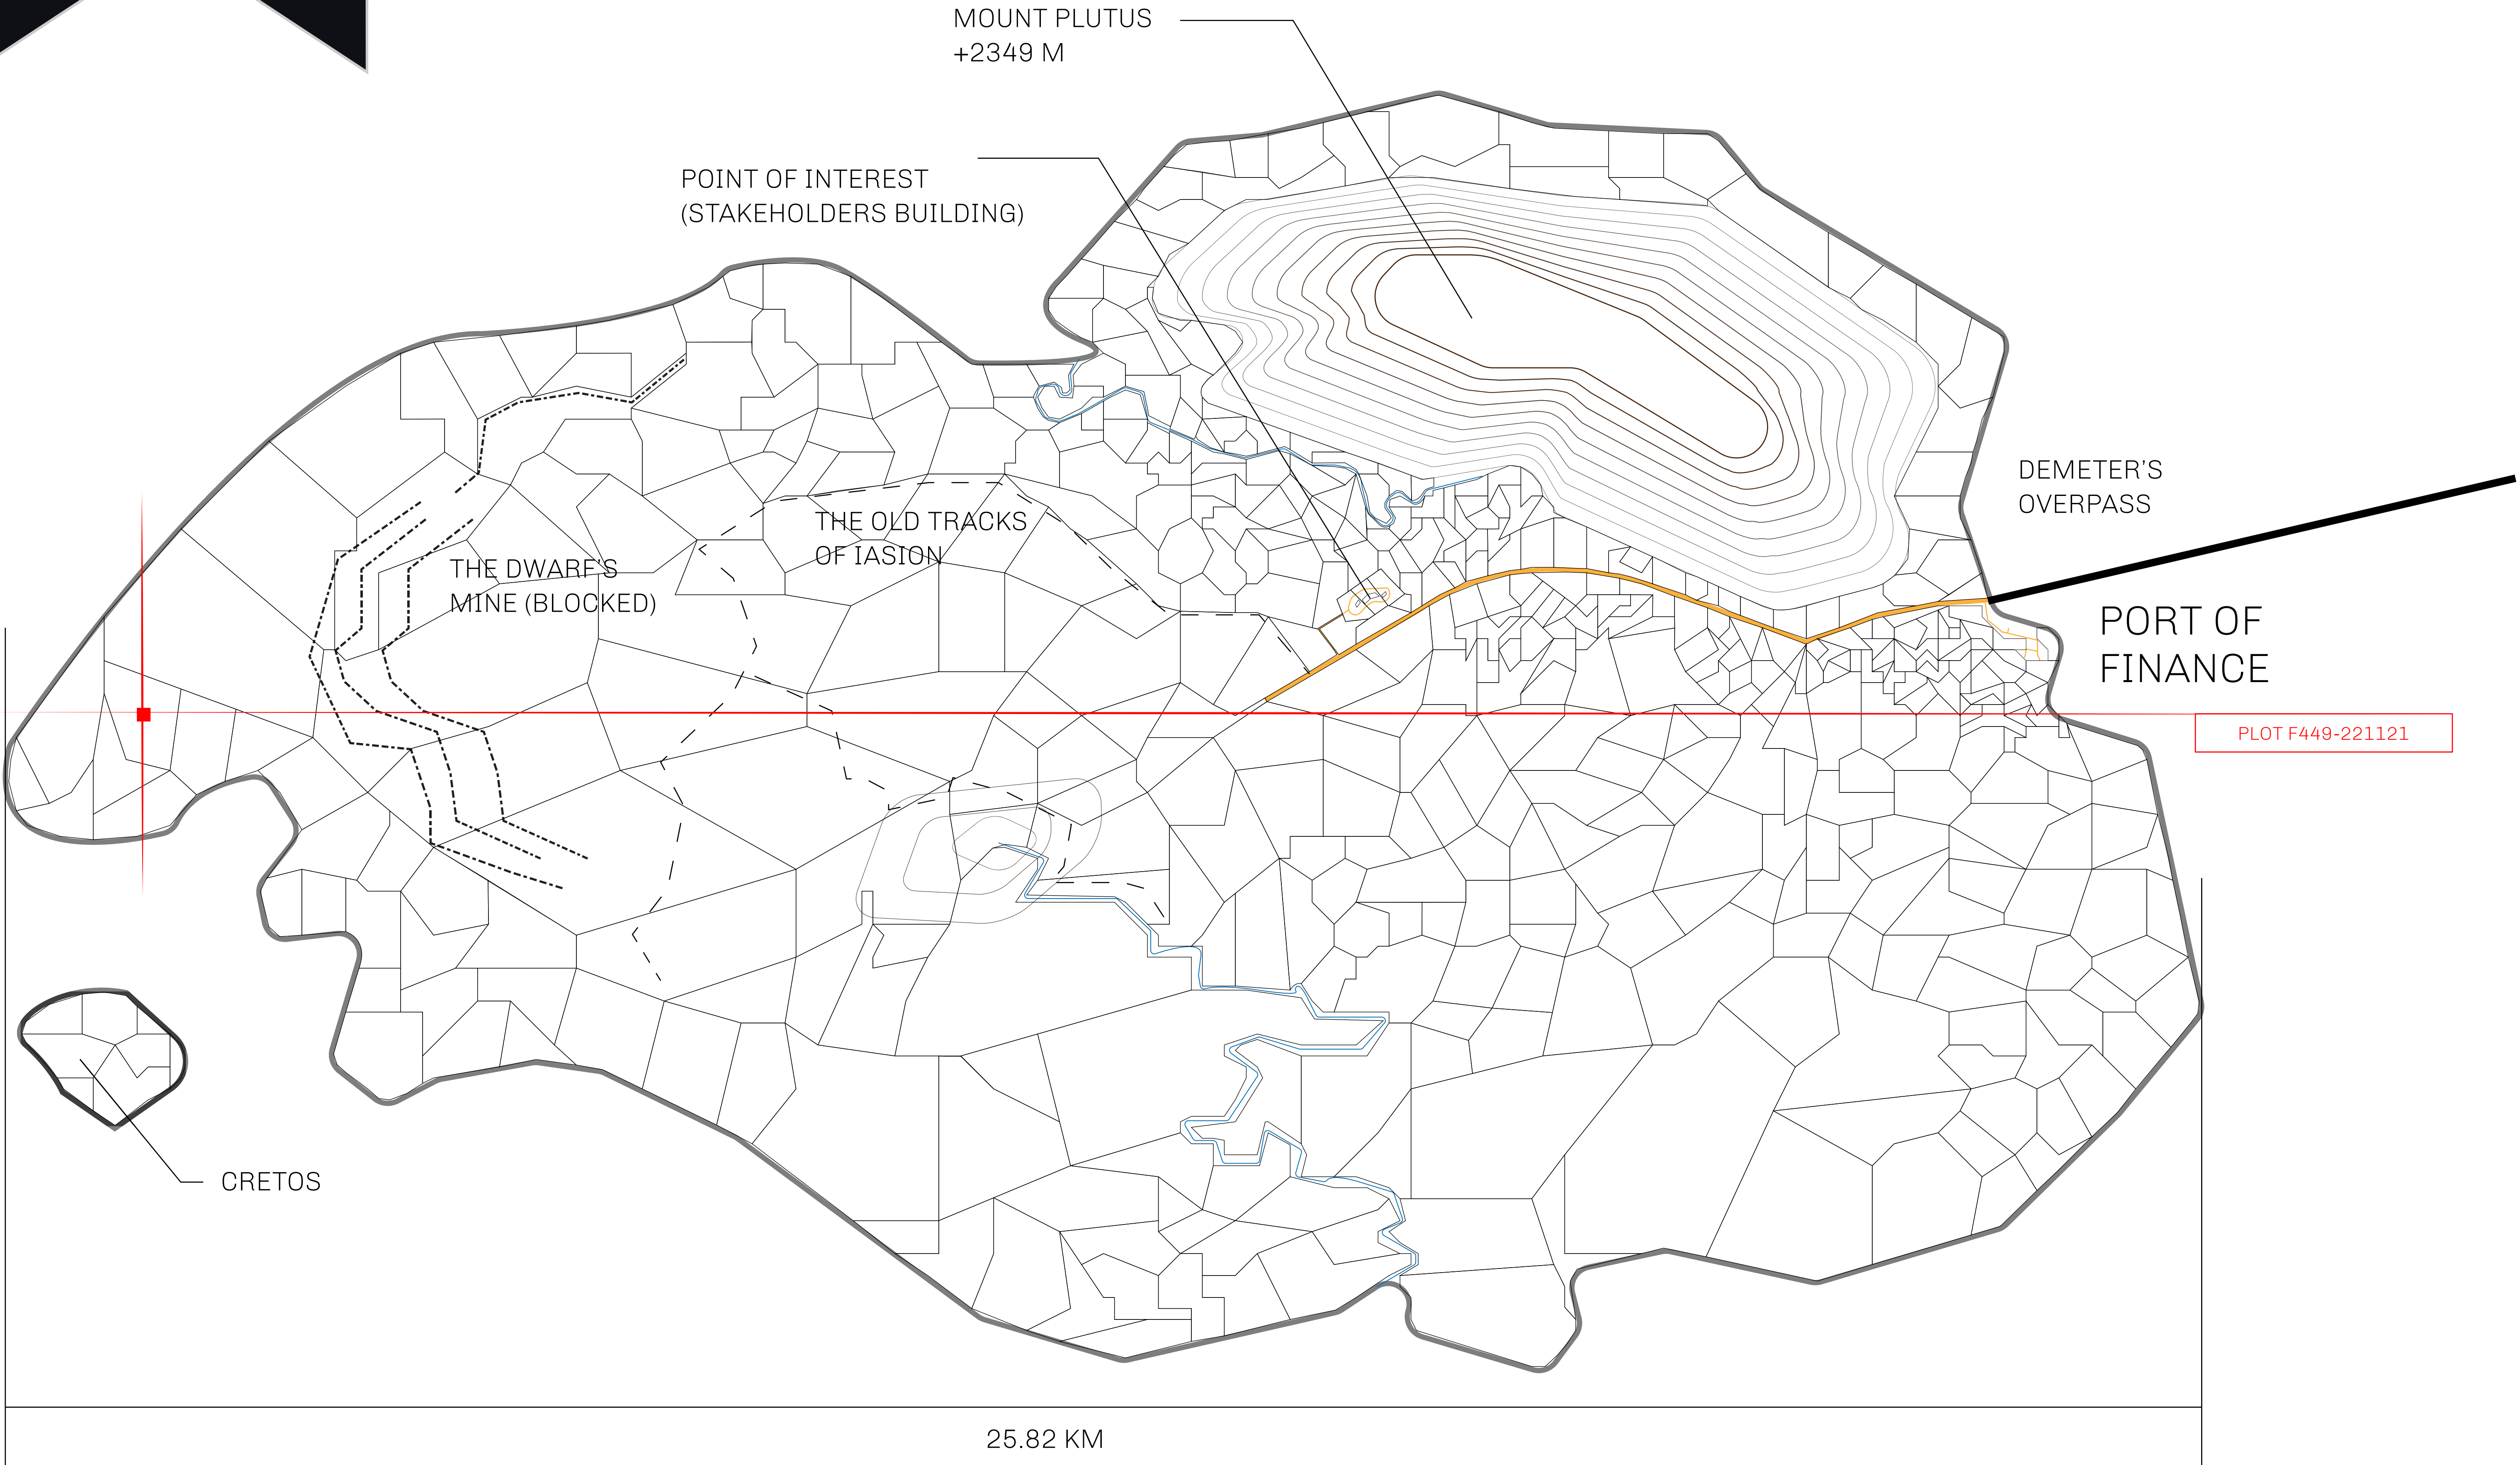 MOUNT PLUTUS
+2349 M
POINT OF INTEREST
(STAKEHOLDERS BUILDING)
DEMETER'S
OVERPASS
THE OLD TRACKS
OF IASION
THE DWARF'S
MINE (BLOCKED)
PORT OF
FINANCE
PLOT F449-221121
CRETOS
25.82 KM